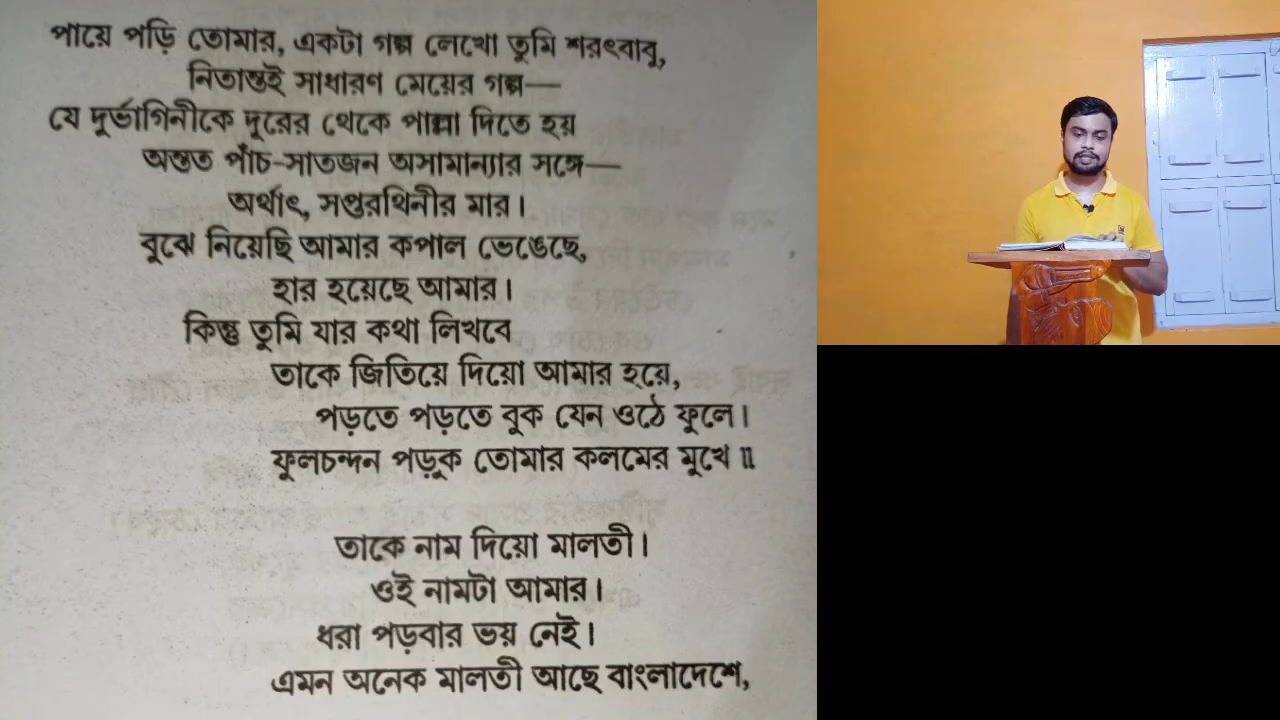 পায়ে পড়ি তোমার, একটা গল্প লেখো তুমি শরৎবাবু,
নিতান্তই সাধারণ মেয়ের গল্প—
যে দুর্ভাগিনীকে দূরের থেকে পাল্লা দিতে হয়
অন্তত পাঁচ-সাতজন অসামান্যার সঙ্গে—
অর্থাৎ, সপ্তরথিনীর মার।
বুঝে নিয়েছি আমার কপাল ভেঙেছে,
হার হয়েছে আমার।
কিন্তু তুমি যার কথা লিখবে
তাকে জিতিয়ে দিয়ো আমার হয়ে,
পড়তে পড়তে বুক যেন ওঠে ফুলে।
ফুলচন্দন পড়ুক তোমার কলমের মুখে॥
তাকে নাম দিয়ো মালতী।
ওই নামটা আমার।
ধরা পড়বার ভয় নেই।
এমন অনেক মালতী আছে বাংলাদেশে,